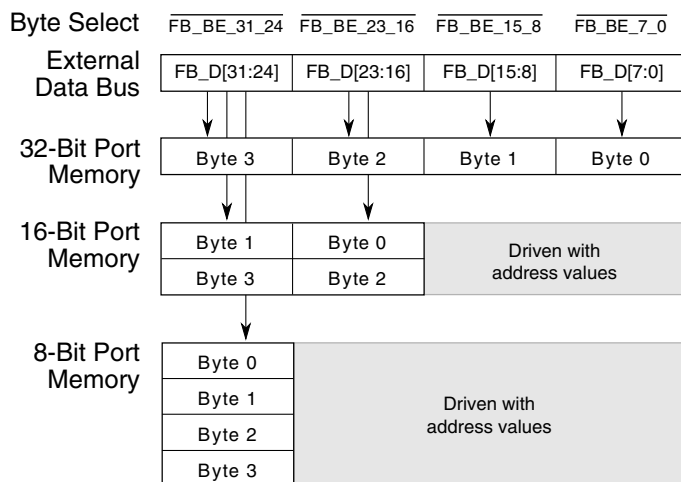 Byte Select FB_BE_31_24 FB_BE_23_16 FB_BE_15_8 FB_BE_7_0
External
Data Bus
FB_D[31:24] FB_D[23:16] FB_D[15:8] FB_D[7:0]
32-Bit Port
Memory
Byte 3 Byte 2 Byte 1 Byte 0
16-Bit Port
Memory
Byte 1 Byte 0
Byte 3 Byte 2
Driven with
address values
8-Bit Port
Memory
Byte 0
Byte 1
Byte 2
Byte 3
Driven with
address values